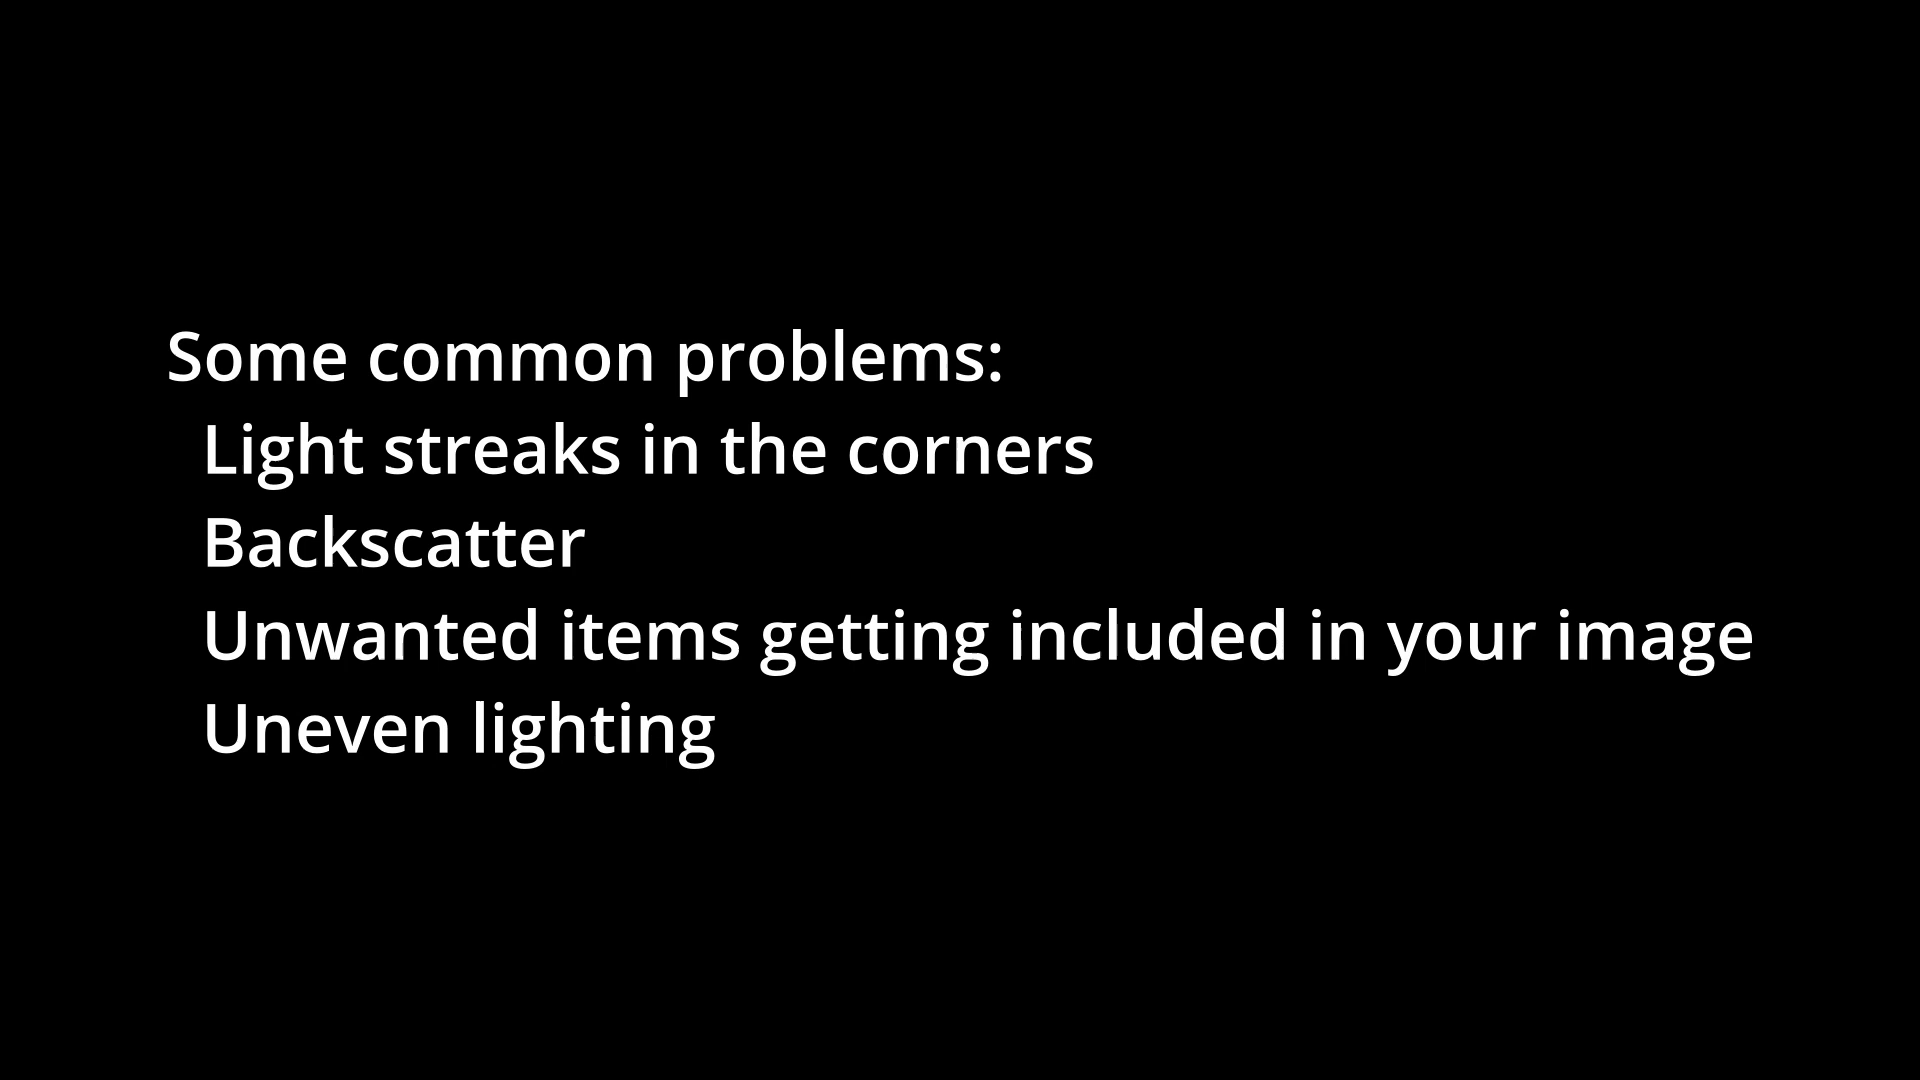 Some common problems:
Light streaks in the corners
Backscatter
Unwanted items getting included in your image
Uneven lighting